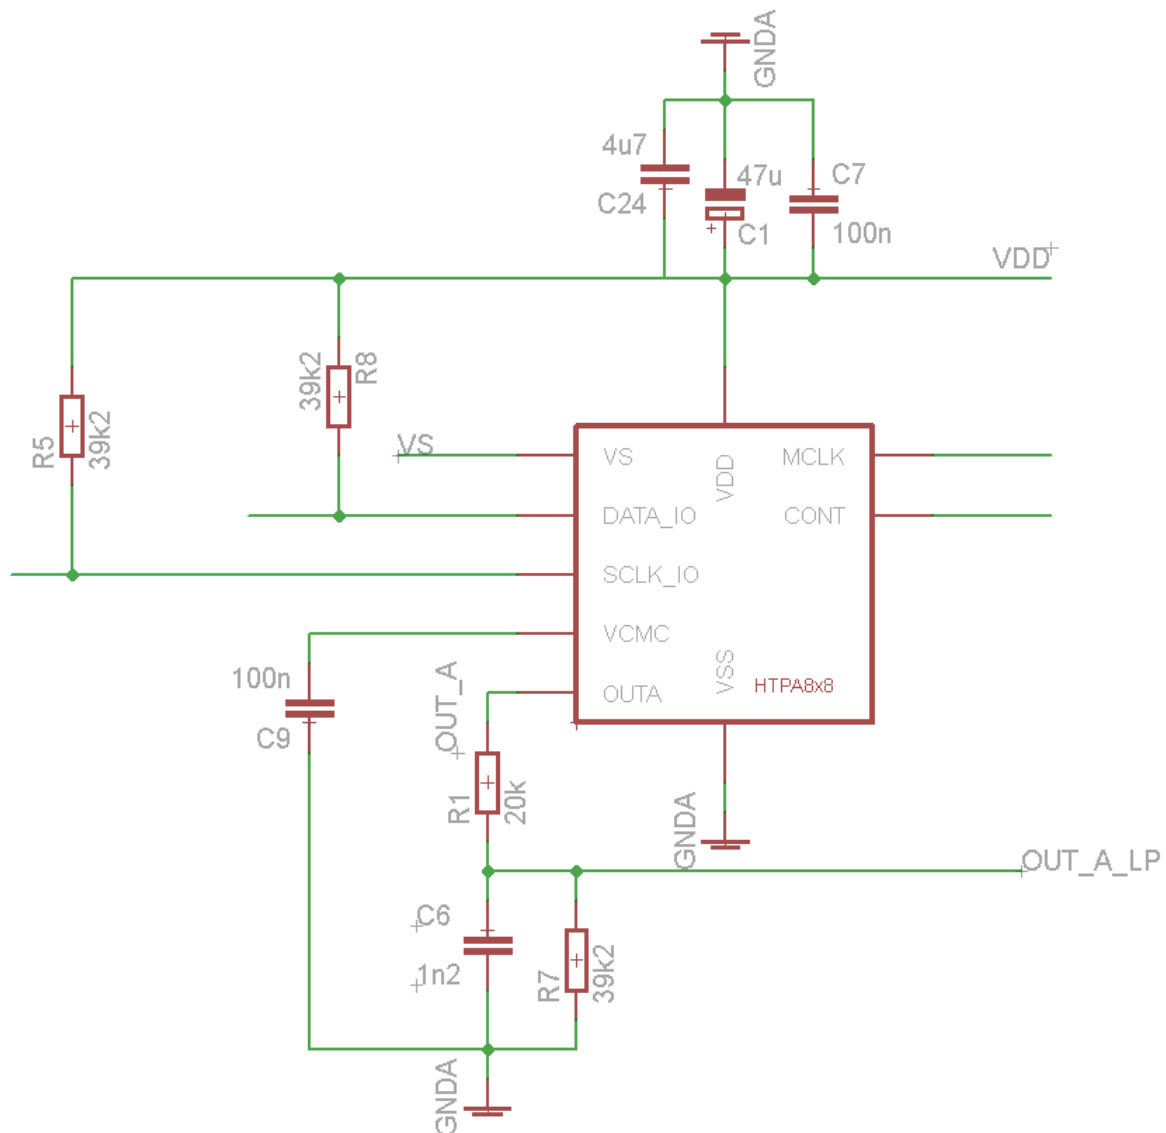 GNDA
4u7
C24
47u
C1
C7
100n
VDD
R5
39k2
39k2
R8
VS
VS
VDD
MCLK
DATA_IO
CONT
SCLK_IO
VCMC
OUTA
VSS
HTPA8x8
100n
C9
OUT_A
R1
20k
GNDA
OUT_A_LP
C6
1n2
R7
39k2
GNDA